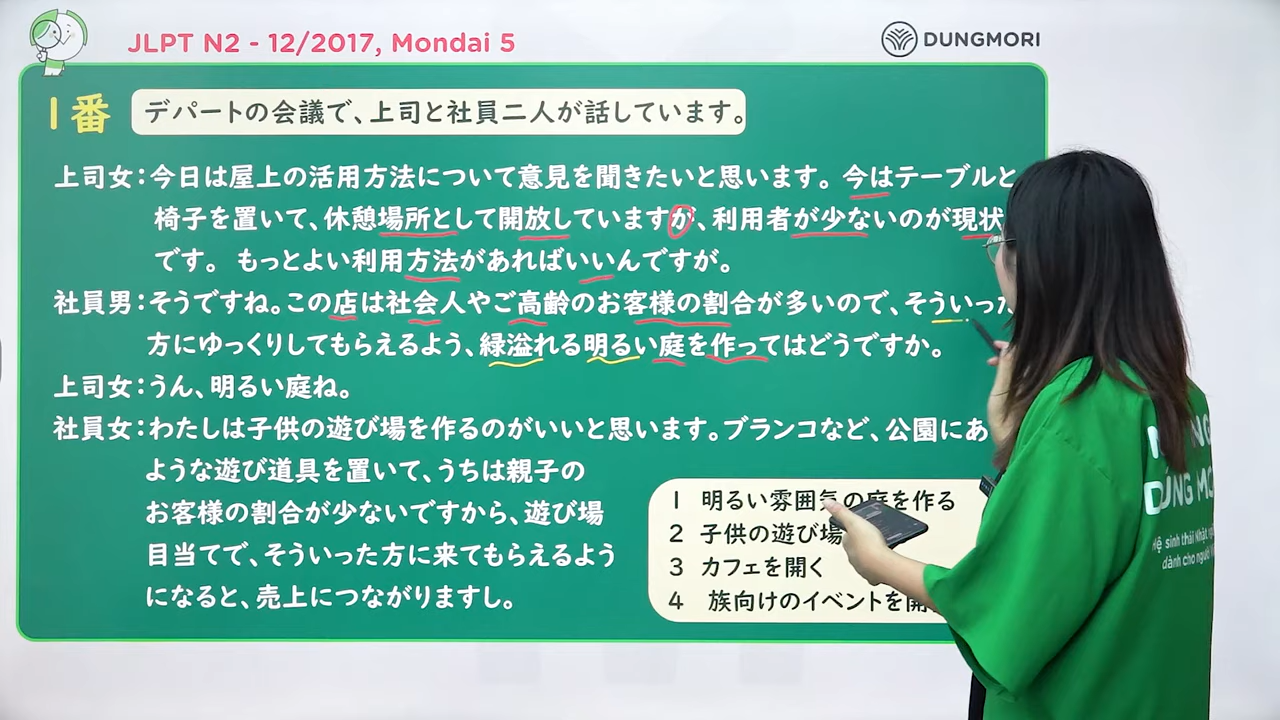 JLPT N2 - 12/2017, Mondai 5
DUNGMORI
1番
デパートの会議で、上司と社員二人が話しています。
上司女：今日は屋上の活用方法について意見を聞きたいと思います。今はテーブルと
椅子を置いて、休憩場所として開放していますが、利用者が少ないのが現状
です。もっとよい利用方法があればいいんですが。
社員男：そうですね。この店は社会人やご高齢のお客様の割合が多いので、そういった
方にゆっくりしてもらえるよう、緑溢れる明るい庭を作ってはどうですか。
上司女：うん、明るい庭ね。
社員女：わたしは子供の遊び場を作るのがいいと思います。ブランコなど、公園にあ
ような遊び道具を置いて、うちは親子の
お客様の割合が少ないですから、遊び場
目当てで、そういった方に来てもらえるよう
になると、売上につながりますし。
1 明るい雰囲気の庭を作る
2 子供の遊び場
3 カフェを開く
4 族向けのイベントを開
DUNG MO
Hệ sinh thái Nhật
dành cho người